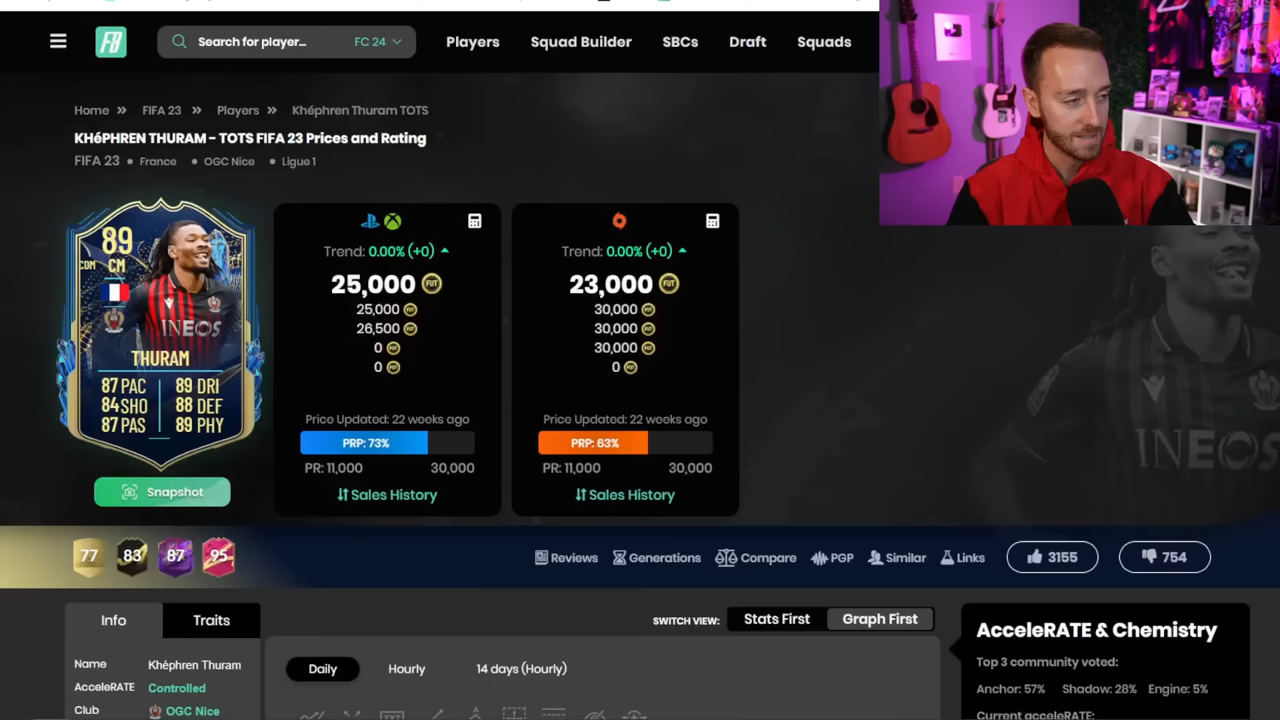 FB
Search for player...
FC 24
Players
Squad Builder
SBCs
Draft
Squads
Home » FIFA 23 » Players » Khéphren Thuram TOTS
KHéPHREN THURAM - TOTS FIFA 23 Prices and Rating
FIFA 23 • France • OGC Nice • Ligue 1
89
CDM CM
INEOS
THURAM
87 PAC 89 DRI
84 SHO 88 DEF
87 PAS 89 PHY
Snapshot
Trend: 0.00% (+0)
25,000 FUT
25,000
26,500
0
0
Price Updated: 22 weeks ago
PRP: 73%
PR: 11,000 30,000
Sales History
Trend: 0.00% (+0)
23,000 FUT
30,000
30,000
30,000
0
Price Updated: 22 weeks ago
PRP: 63%
PR: 11,000 30,000
Sales History
INEOS
77 83 87 95
Reviews
Generations
Compare
PGP
Similar
Links
3155
754
Info
Traits
Name Khéphren Thuram
AcceleRATE Controlled
Club OGC Nice
SWITCH VIEW:
Stats First
Graph First
Daily
Hourly
14 days (Hourly)
AcceleRATE & Chemistry
Top 3 community voted:
Anchor: 57% Shadow: 28% Engine: 5%
Current acceleRATE: